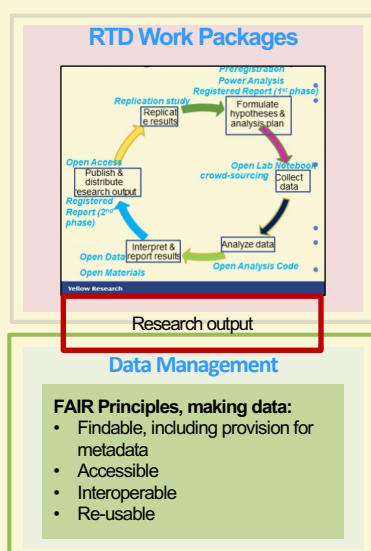 RTD Work Packages
Preregistration
Power Analysis
Registered Report (1st phase)
Replication study
Formulate
hypotheses &
analysis plan
Replicat
e results
Open Access
Publish &
distribute
research output
Open Lab Notebook
crowd-sourcing
Collect
data
Registered
Report (2nd
phase)
Interpret &
report results
Analyze data
Open Data
Open Materials
Open Analysis Code
Yellow Research
Research output
Data Management
FAIR Principles, making data:
• Findable, including provision for
metadata
• Accessible
• Interoperable
• Re-usable